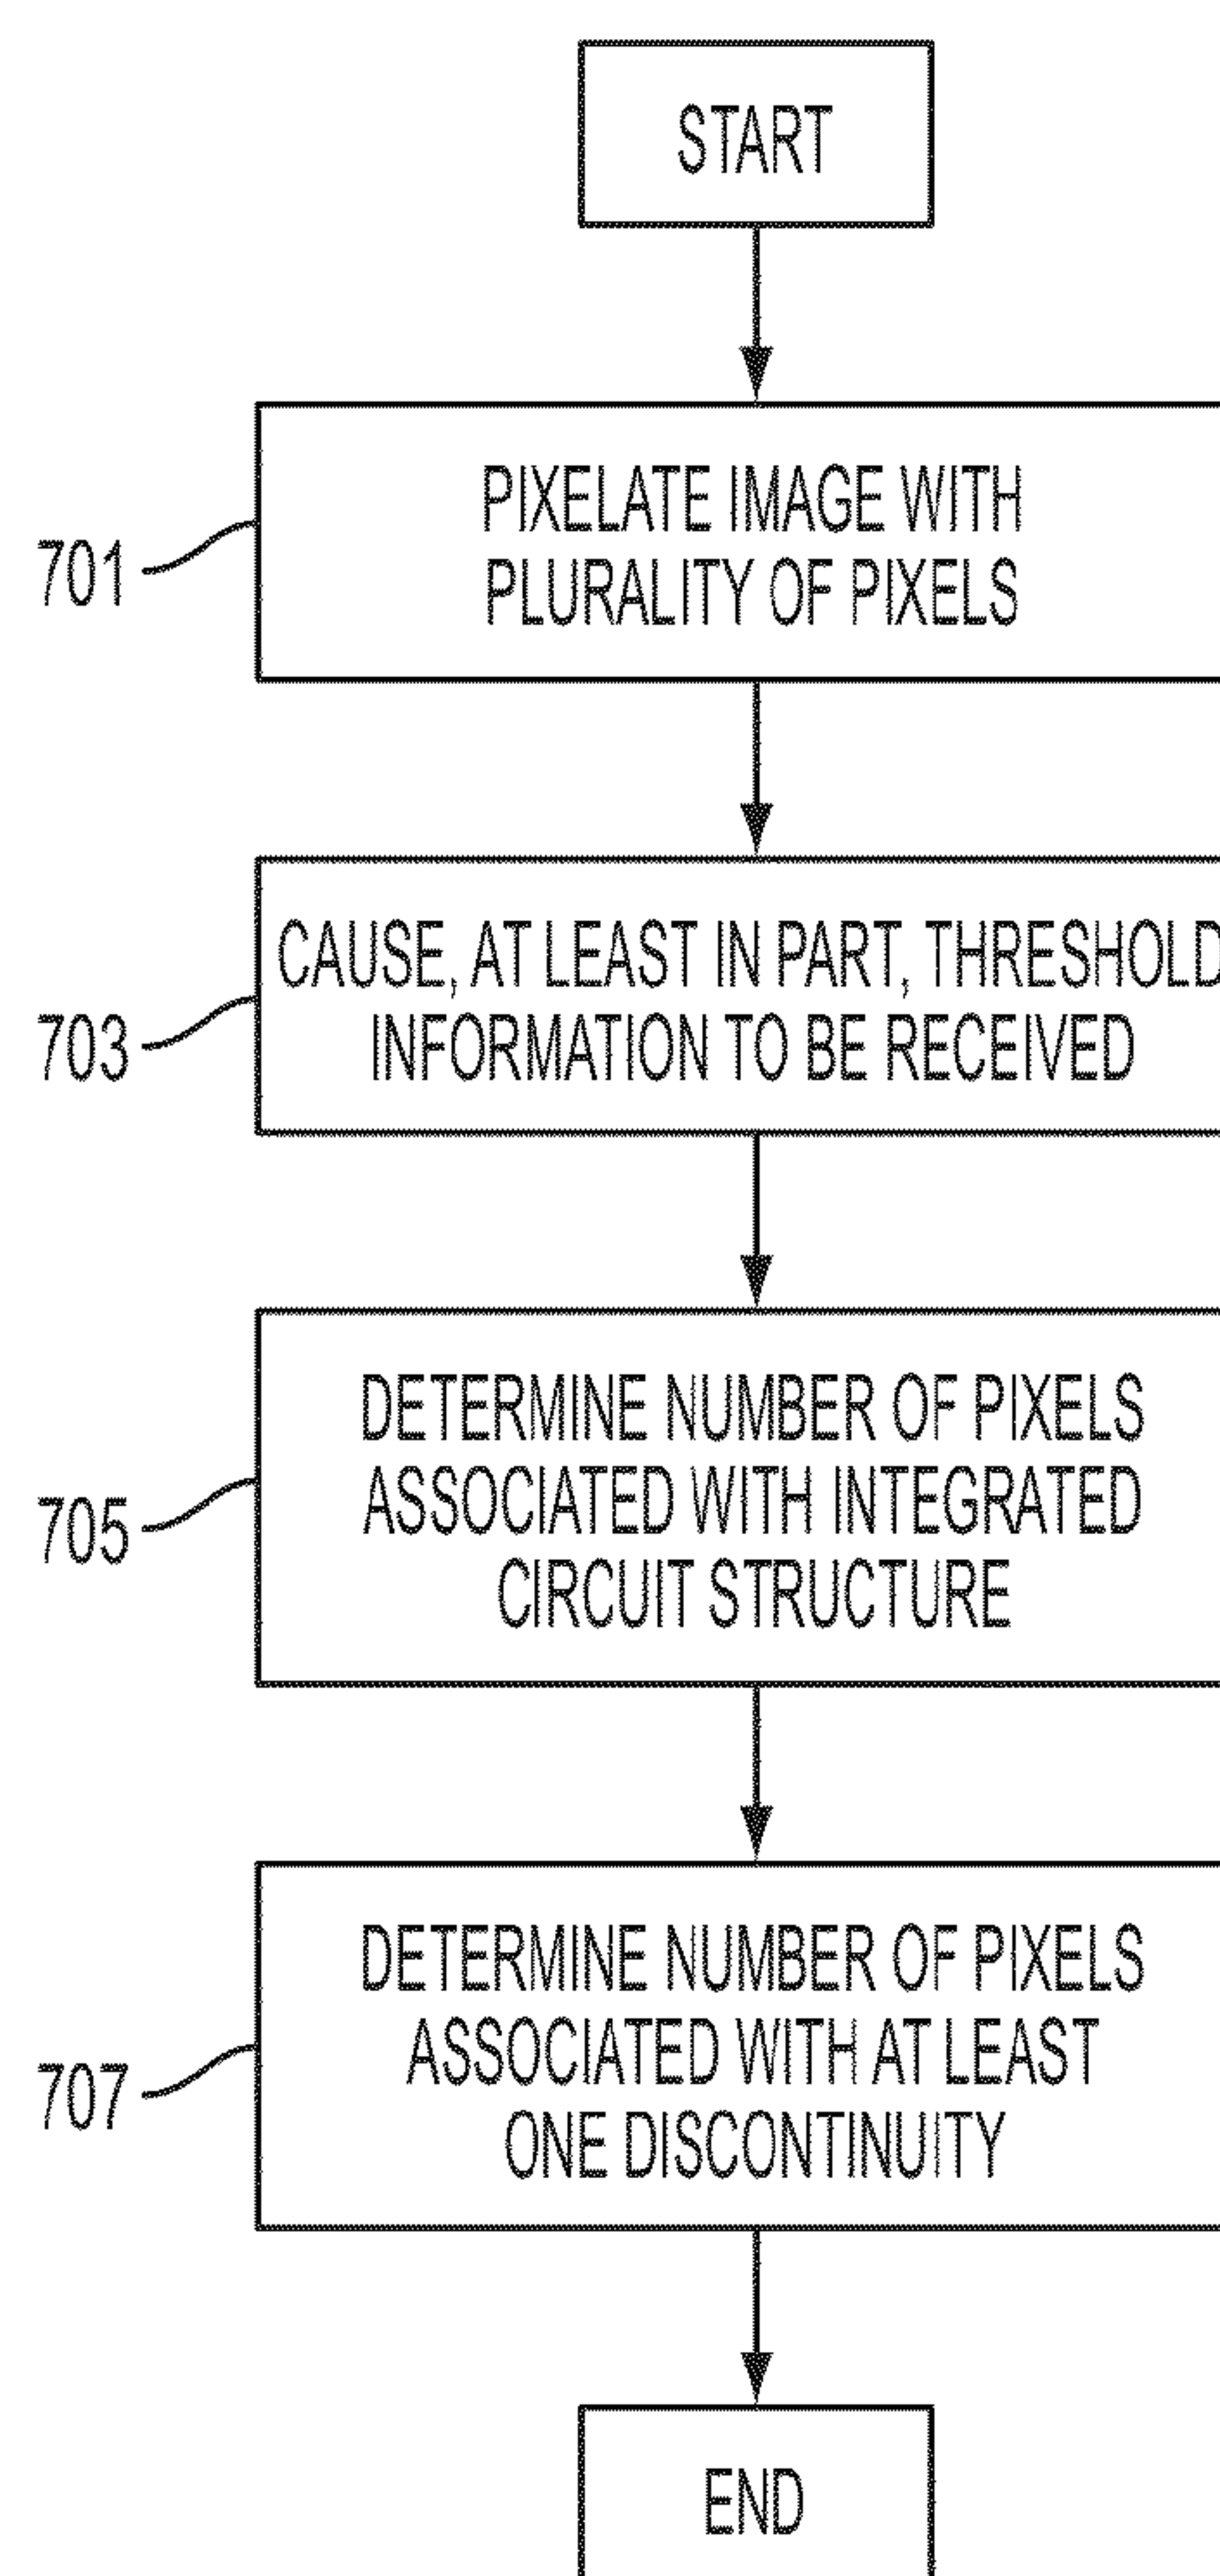 START
701
PIXELATE IMAGE WITH
PLURALITY OF PIXELS
703
CAUSE, AT LEAST IN PART, THRESHOLD
INFORMATION TO BE RECEIVED
705
DETERMINE NUMBER OF PIXELS
ASSOCIATED WITH INTEGRATED
CIRCUIT STRUCTURE
707
DETERMINE NUMBER OF PIXELS
ASSOCIATED WITH AT LEAST
ONE DISCONTINUITY
END